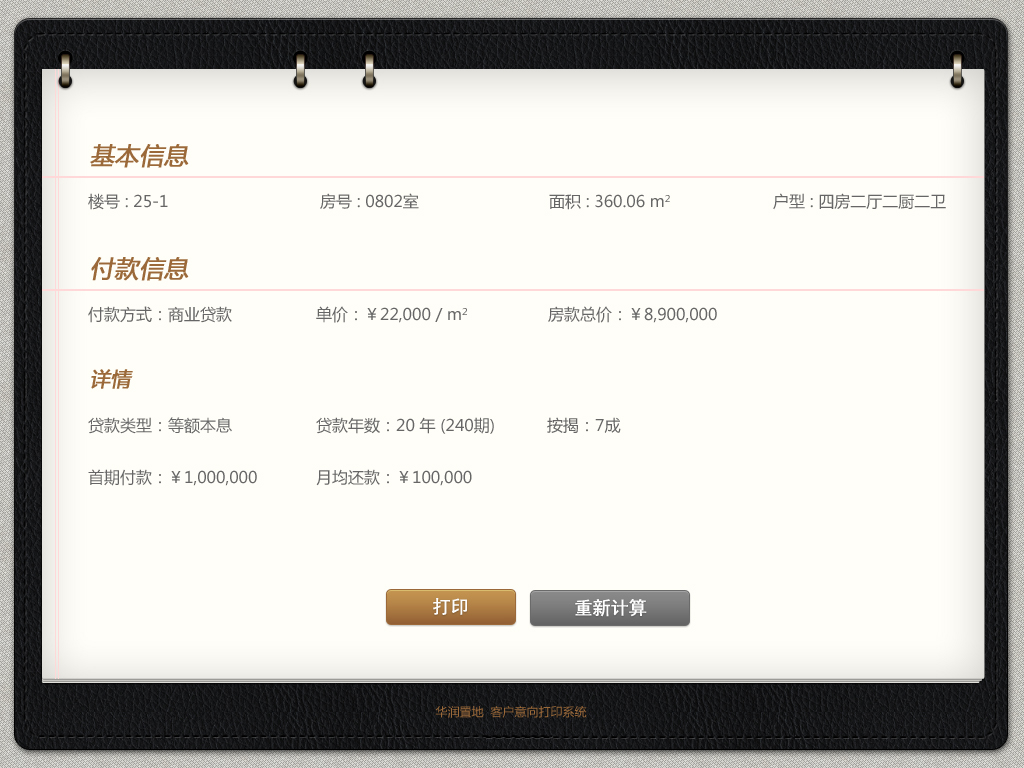 基本信息
楼号 : 25-1 房号 : 0802室 面积 : 360.06 m² 户型 : 四房二厅二厨二卫
付款信息
付款方式：商业贷款 单价：¥22,000 / m² 房款总价：¥8,900,000
详情
贷款类型：等额本息 贷款年数：20 年 (240期) 按揭：7成
首期付款：¥1,000,000 月均还款：¥100,000
打印 重新计算
华润置地 客户意向打印系统